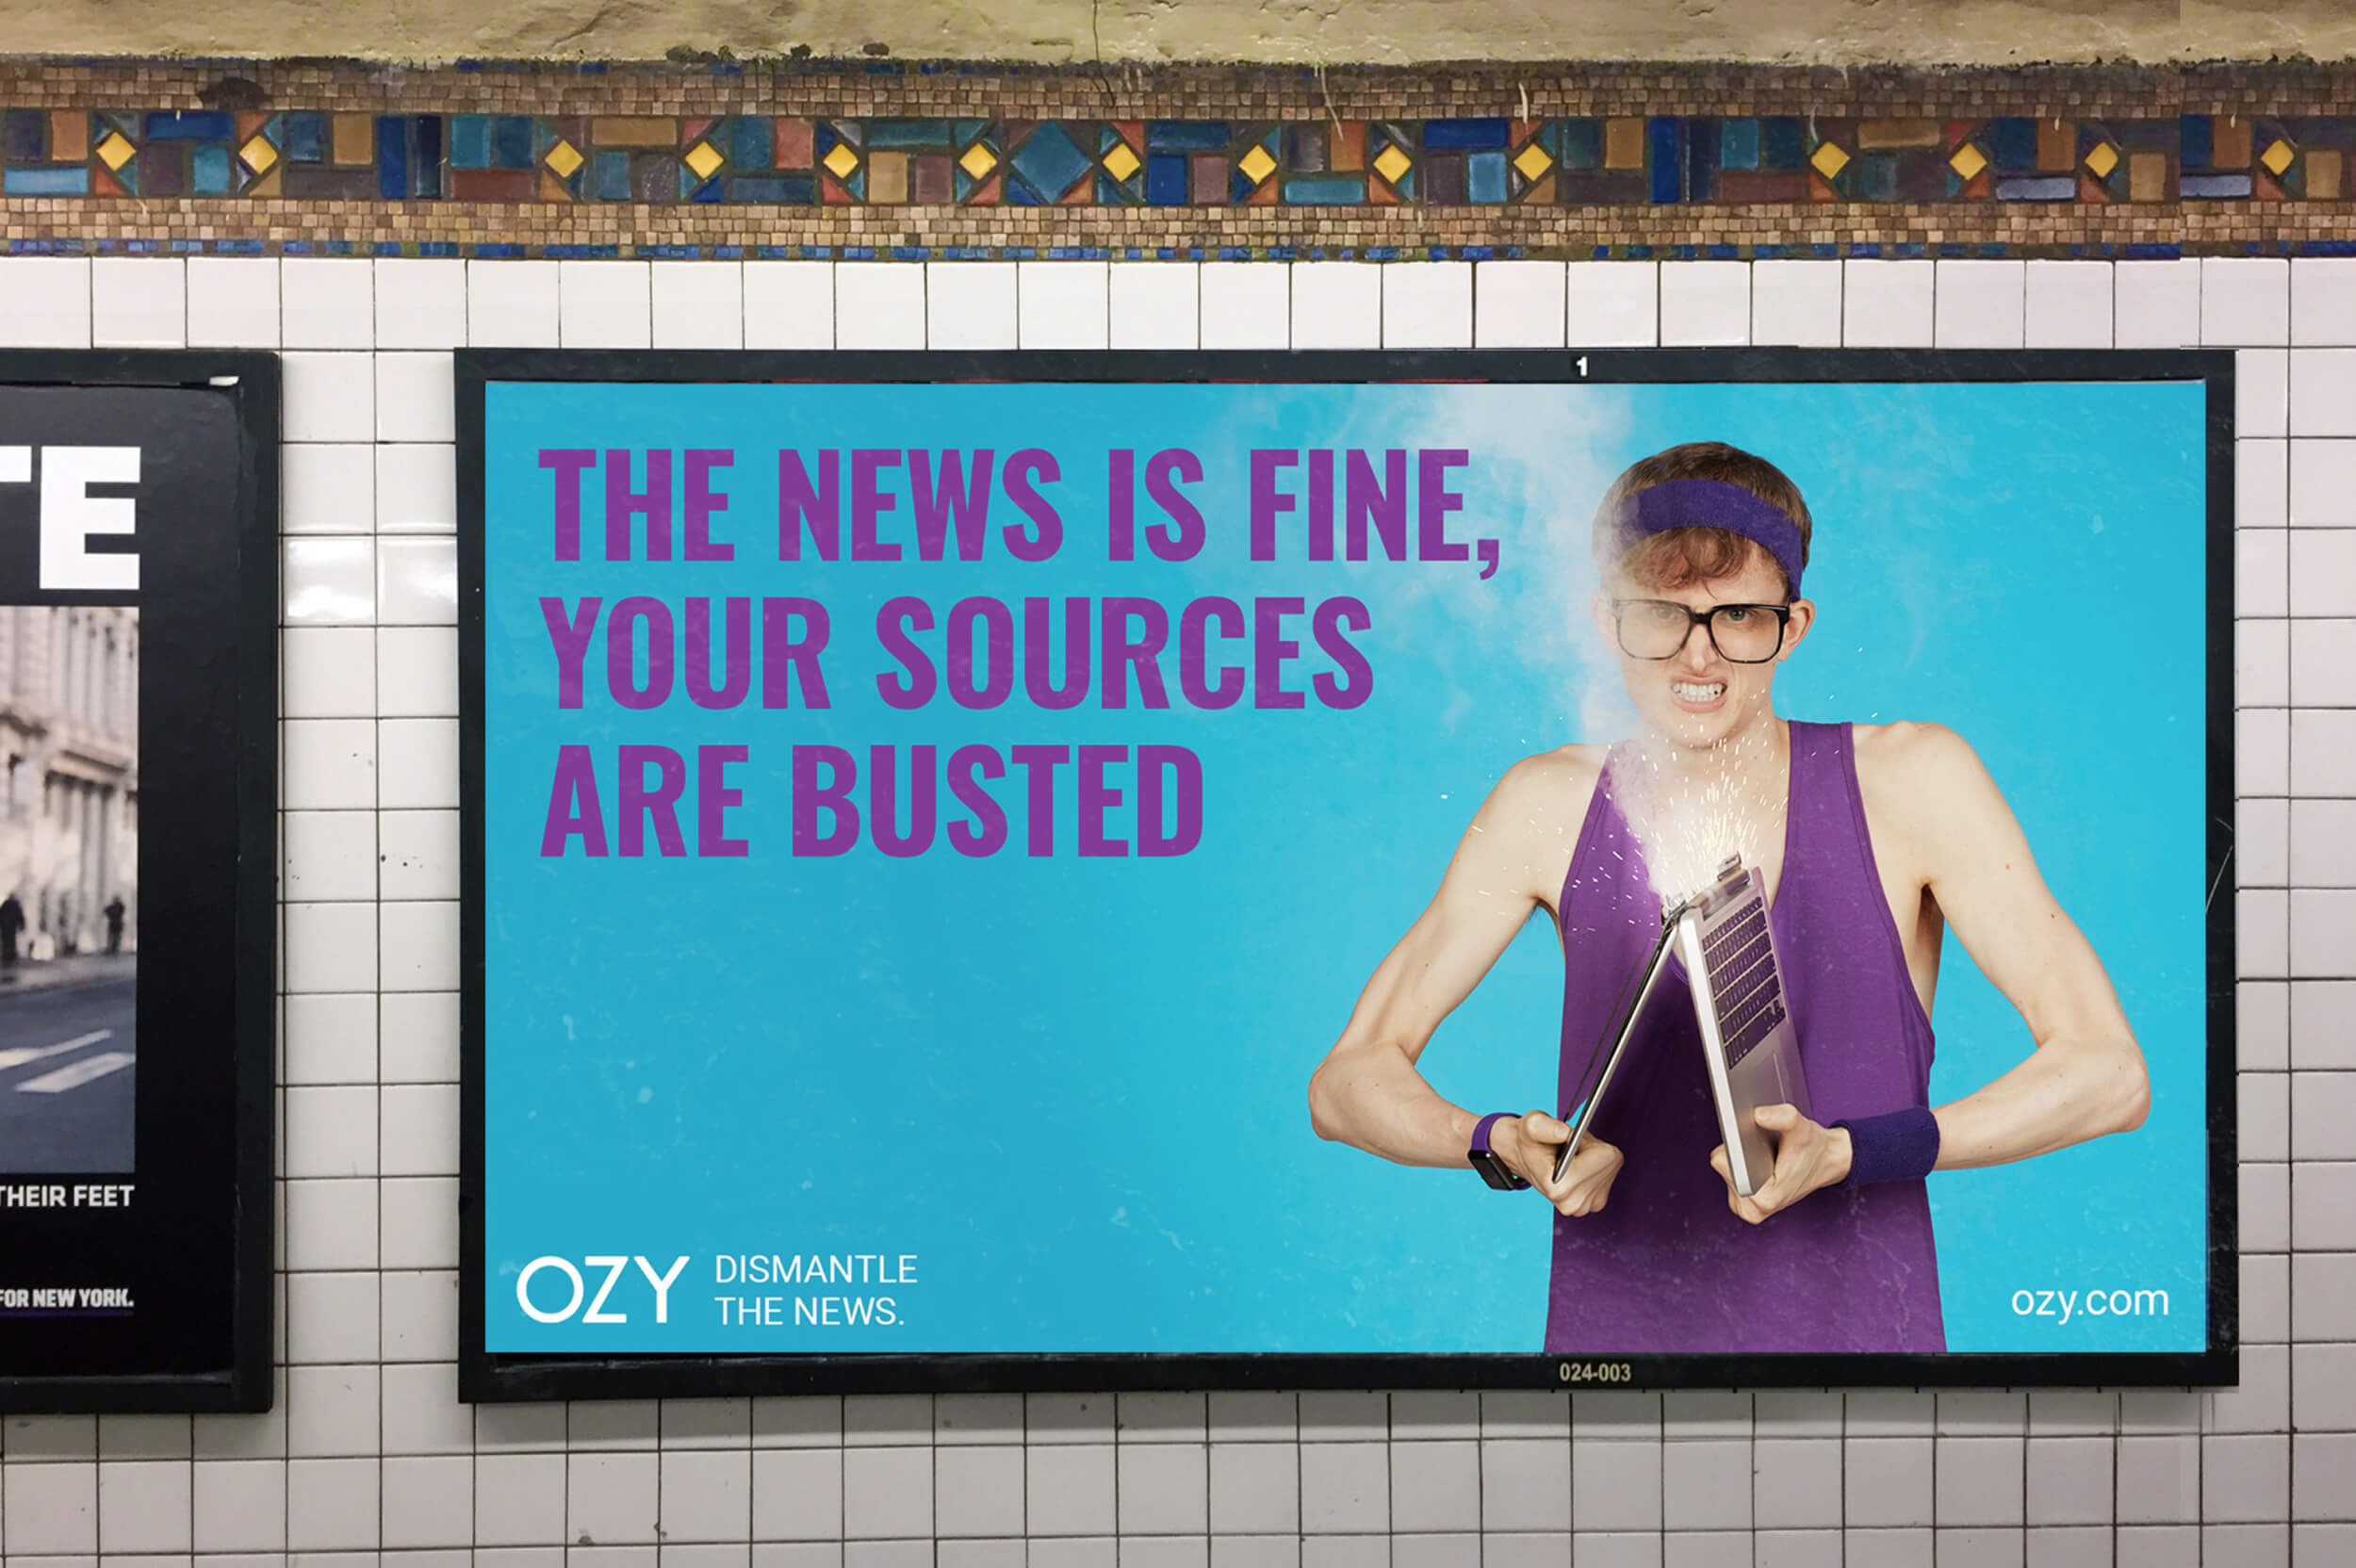 TE
THEIR FEET
FOR NEW YORK.
1
THE NEWS IS FINE,
YOUR SOURCES
ARE BUSTED
OZY
DISMANTLE
THE NEWS.
ozy.com
024-003